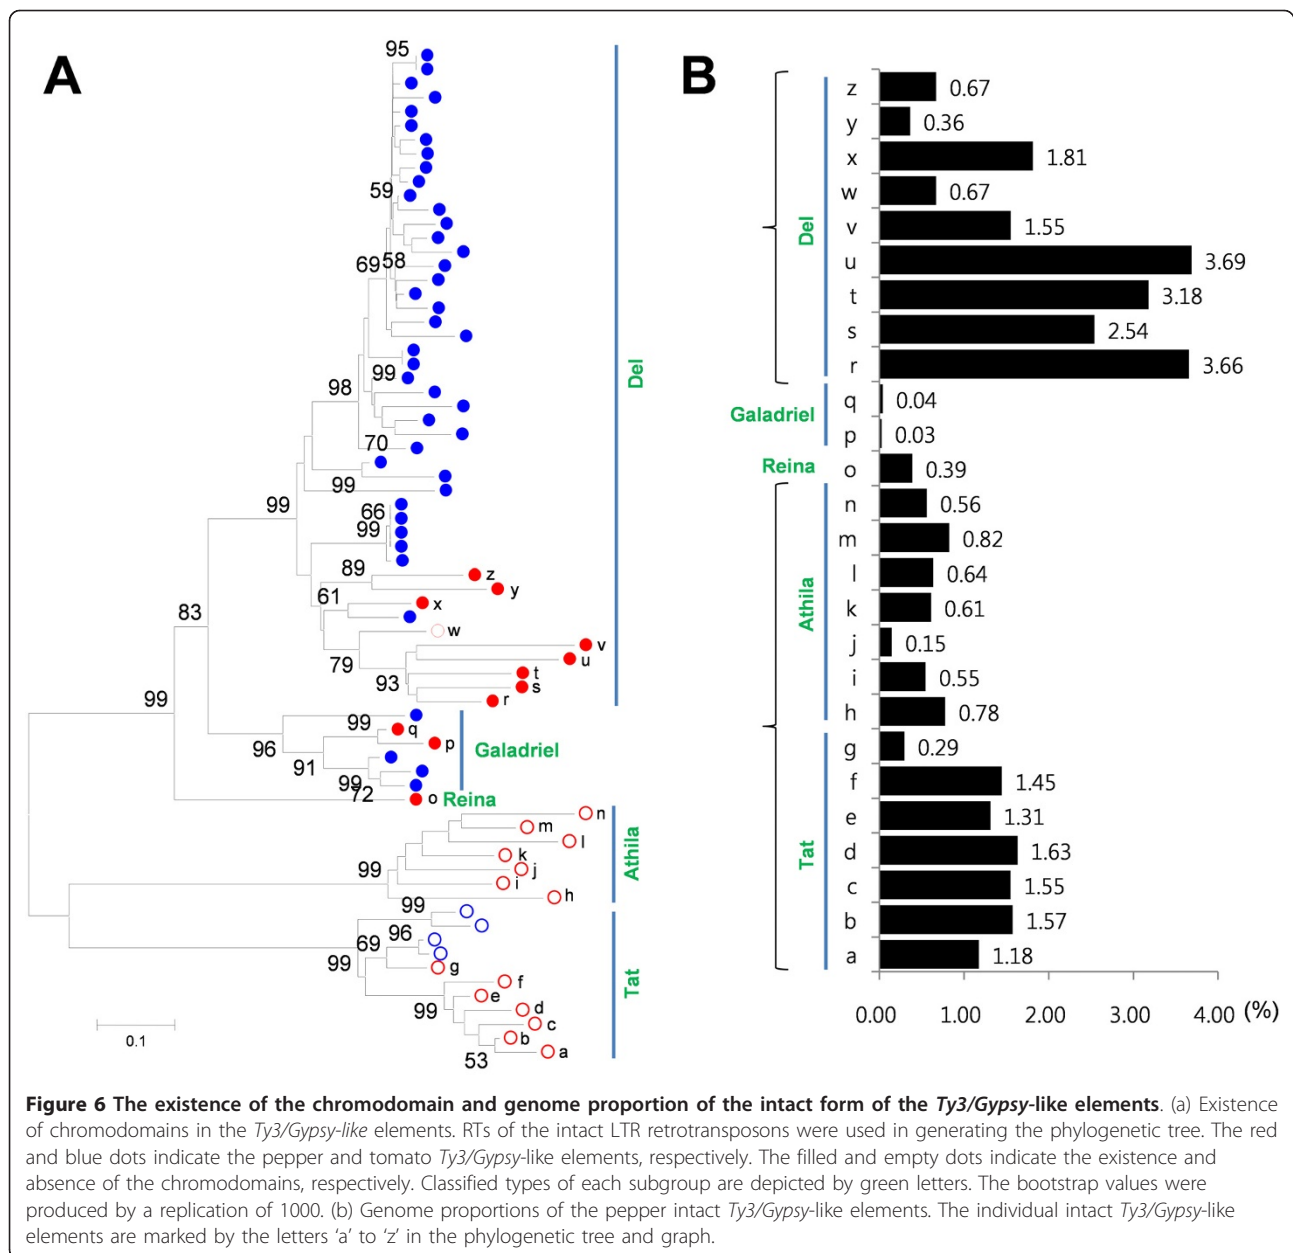 A
95
59
69
58
99
98
70
99
99
66
99
89
z
y
61
x
83
w
v
79
u
t
93
s
r
99
Del
99
q
96
p
Galadriel
91
99
72
o
Reina
n
m
l
k
99
j
i
h
Athila
99
96
69
99
g
f
e
99
d
c
b
53
a
Tat
0.1
B
z 0.67
y 0.36
x 1.81
w 0.67
v 1.55
Del
u 3.69
t 3.18
s 2.54
r 3.66
q 0.04
Galadriel
p 0.03
Reina
o 0.39
n 0.56
m 0.82
l 0.64
Athila
k 0.61
j 0.15
i 0.55
h 0.78
g 0.29
f 1.45
e 1.31
Tat
d 1.63
c 1.55
b 1.57
a 1.18
0.00 1.00 2.00 3.00 4.00 (%)
Figure 6 The existence of the chromodomain and genome proportion of the intact form of the Ty3/Gypsy-like elements. (a) Existence
of chromodomains in the Ty3/Gypsy-like elements. RTs of the intact LTR retrotransposons were used in generating the phylogenetic tree. The red
and blue dots indicate the pepper and tomato Ty3/Gypsy-like elements, respectively. The filled and empty dots indicate the existence and
absence of the chromodomains, respectively. Classified types of each subgroup are depicted by green letters. The bootstrap values were
produced by a replication of 1000. (b) Genome proportions of the pepper intact Ty3/Gypsy-like elements. The individual intact Ty3/Gypsy-like
elements are marked by the letters 'a' to 'z' in the phylogenetic tree and graph.